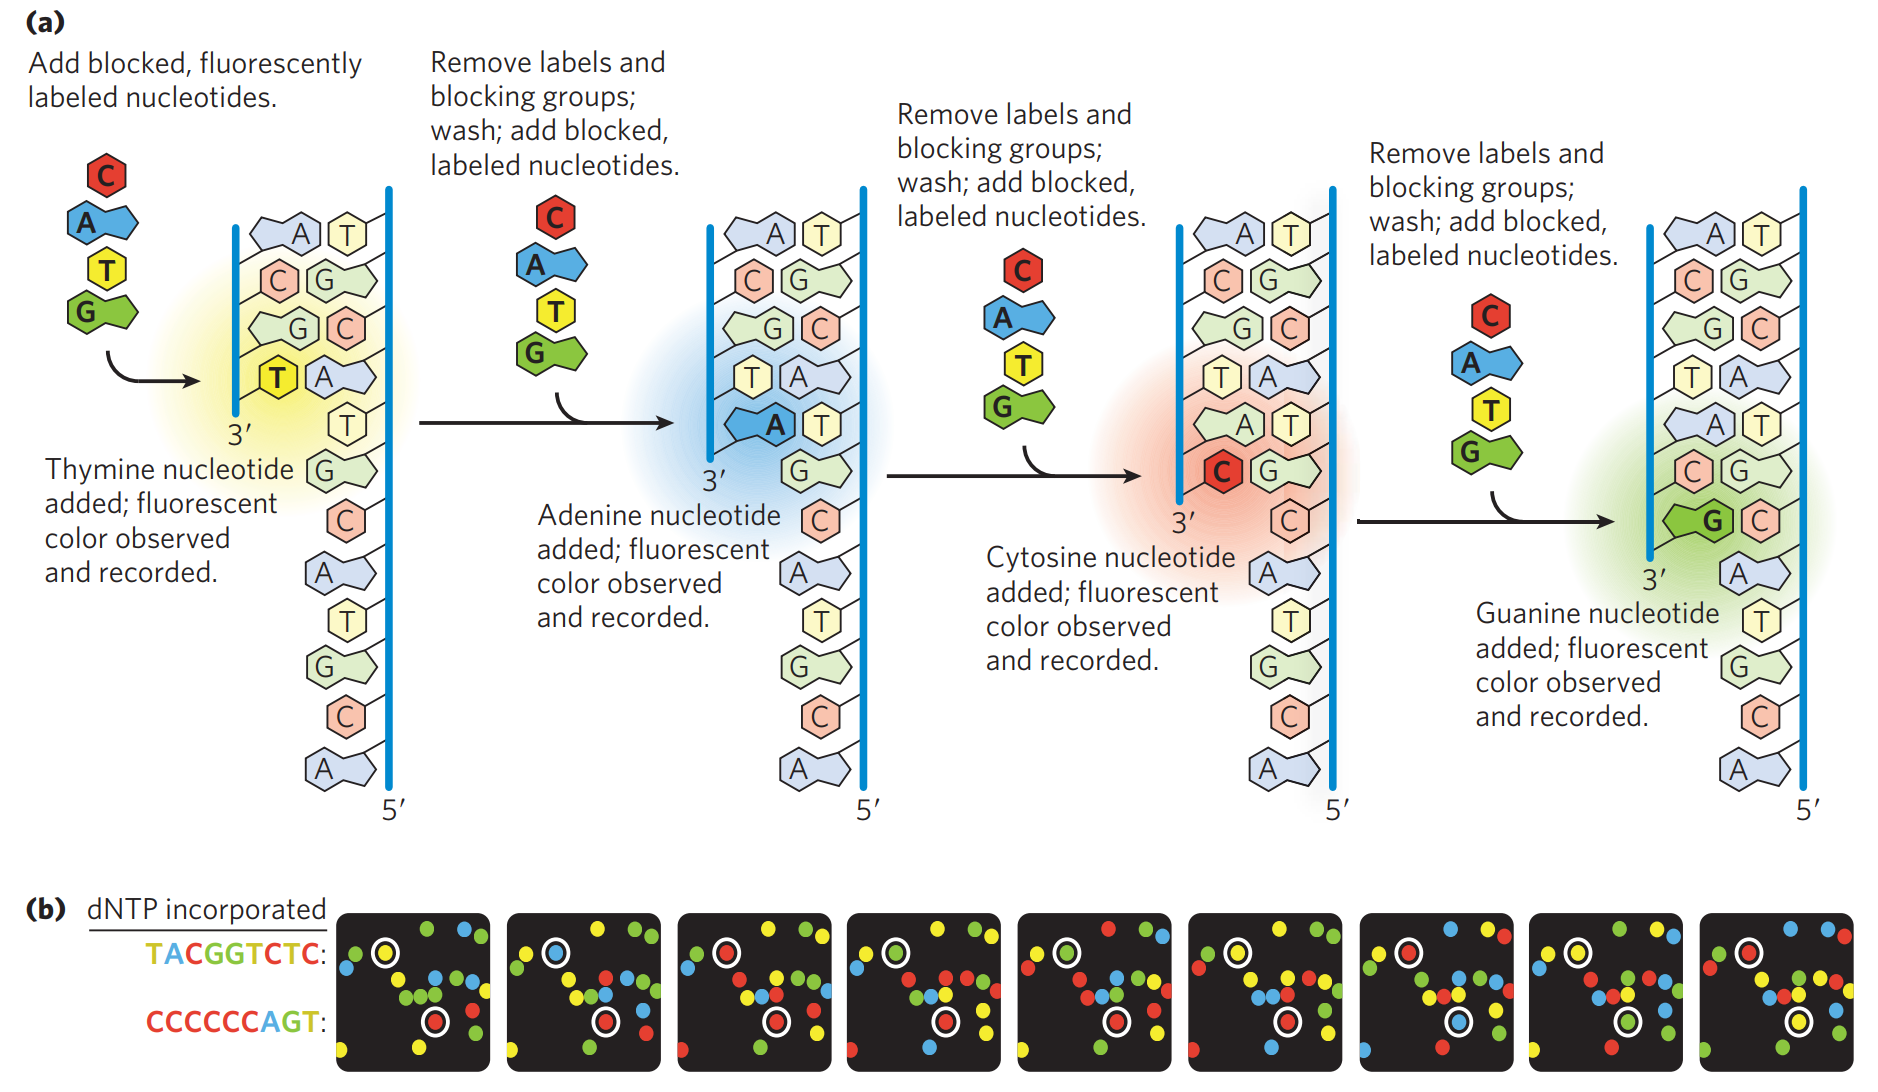 (a)
Add blocked, fluorescently
labeled nucleotides.
C
A
T
G
A T
C G
G C
T A
T
G
C
A
T
G
C
A
3′
5′
Thymine nucleotide
added; fluorescent
color observed
and recorded.
Remove labels and
blocking groups;
wash; add blocked,
labeled nucleotides.
C
A
T
G
A T
C G
G C
T A
A T
G
C
A
T
G
C
A
3′
5′
Adenine nucleotide
added; fluorescent
color observed
and recorded.
Remove labels and
blocking groups;
wash; add blocked,
labeled nucleotides.
C
A
T
G
A T
C G
G C
T A
A T
C G
C
A
T
G
C
A
3′
5′
Cytosine nucleotide
added; fluorescent
color observed
and recorded.
Remove labels and
blocking groups;
wash; add blocked,
labeled nucleotides.
C
A
T
G
A T
C G
G C
T A
A T
C G
G C
A
T
G
C
A
3′
5′
Guanine nucleotide
added; fluorescent
color observed
and recorded.
(b) dNTP incorporated
TACGGTCTC:
CCCCCCAGT: